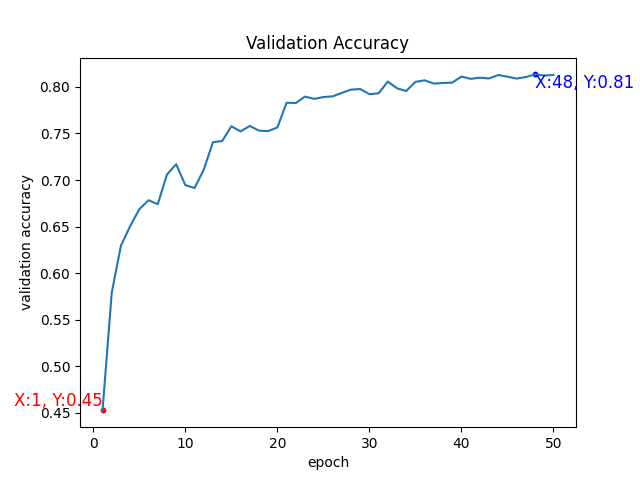 Validation Accuracy
validation accuracy
0.80
0.75
0.70
0.65
0.60
0.55
0.50
0.45
X:48, Y:0.81
X:1, Y:0.45
0 10 20 30 40 50
epoch